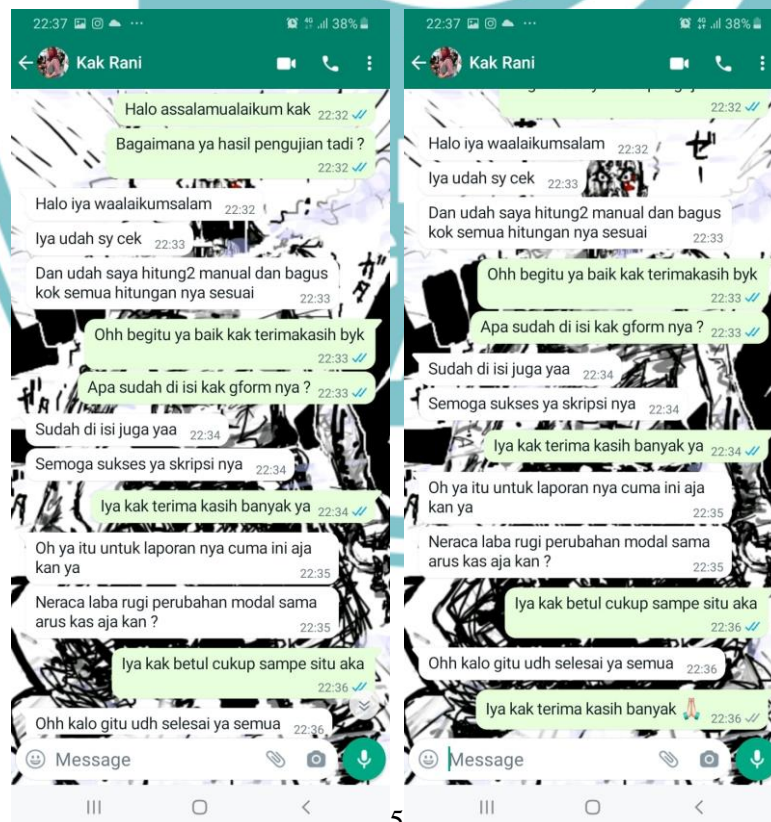 22:37 38%
Kak Rani
Halo assalamualaikum kak 22:32
Bagaimana ya hasil pengujian tadi ?
22:32
Halo iya waalaikumsalam 22:32
Iya udah sy cek 22:33
Dan udah saya hitung2 manual dan bagus
kok semua hitungan nya sesuai 22:33
Ohh begitu ya baik kak terimakasih byk
22:33
Apa sudah di isi kak gform nya ? 22:33
Sudah di isi juga yaa 22:34
Semoga sukses ya skripsi nya 22:34
Iya kak terima kasih banyak ya 22:34
Oh ya itu untuk laporan nya cuma ini aja
kan ya 22:35
Neraca laba rugi perubahan modal sama
arus kas aja kan ? 22:35
Iya kak betul cukup sampe situ aka
22:36
Ohh kalo gitu udh selesai ya semua 22:36
Message
22:37 38%
Kak Rani
22:32
Halo iya waalaikumsalam 22:32
Iya udah sy cek 22:33
Dan udah saya hitung2 manual dan bagus
kok semua hitungan nya sesuai 22:33
Ohh begitu ya baik kak terimakasih byk
22:33
Apa sudah di isi kak gform nya ? 22:33
Sudah di isi juga yaa 22:34
Semoga sukses ya skripsi nya 22:34
Iya kak terima kasih banyak ya 22:34
Oh ya itu untuk laporan nya cuma ini aja
kan ya 22:35
Neraca laba rugi perubahan modal sama
arus kas aja kan ? 22:35
Iya kak betul cukup sampe situ aka
22:36
Ohh kalo gitu udh selesai ya semua 22:36
Iya kak terima kasih banyak 🙏🏻 22:36
Message
5